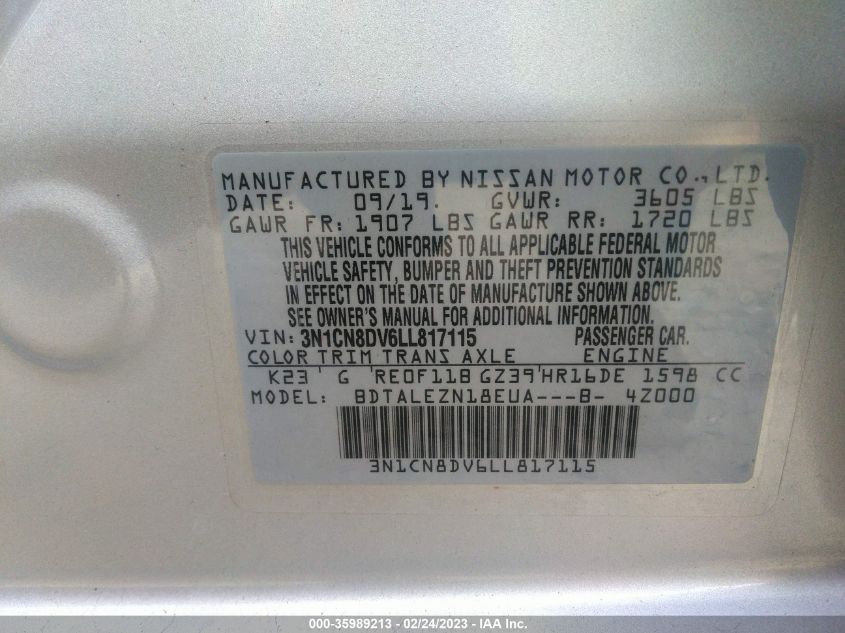 MANUFACTURED BY NISSAN MOTOR CO.,LTD.
DATE: 09/19. GVWR: 3605 LBS
GAWR FR: 1907 LBS GAWR RR: 1720 LBS
THIS VEHICLE CONFORMS TO ALL APPLICABLE FEDERAL MOTOR
VEHICLE SAFETY, BUMPER AND THEFT PREVENTION STANDARDS
IN EFFECT ON THE DATE OF MANUFACTURE SHOWN ABOVE.
SEE OWNER'S MANUAL FOR ADDITIONAL INFORMATION.
VIN: 3N1CN8DV6LL817115 PASSENGER CAR.
COLOR TRIM TRANS AXLE ENGINE
K23 G RE0F11B GZ39 HR16DE 1598 CC
MODEL: BDTALEZN18EUA---B- 4Z000
3N1CN8DV6LL817115
000-35989213 - 02/24/2023 - IAA Inc.